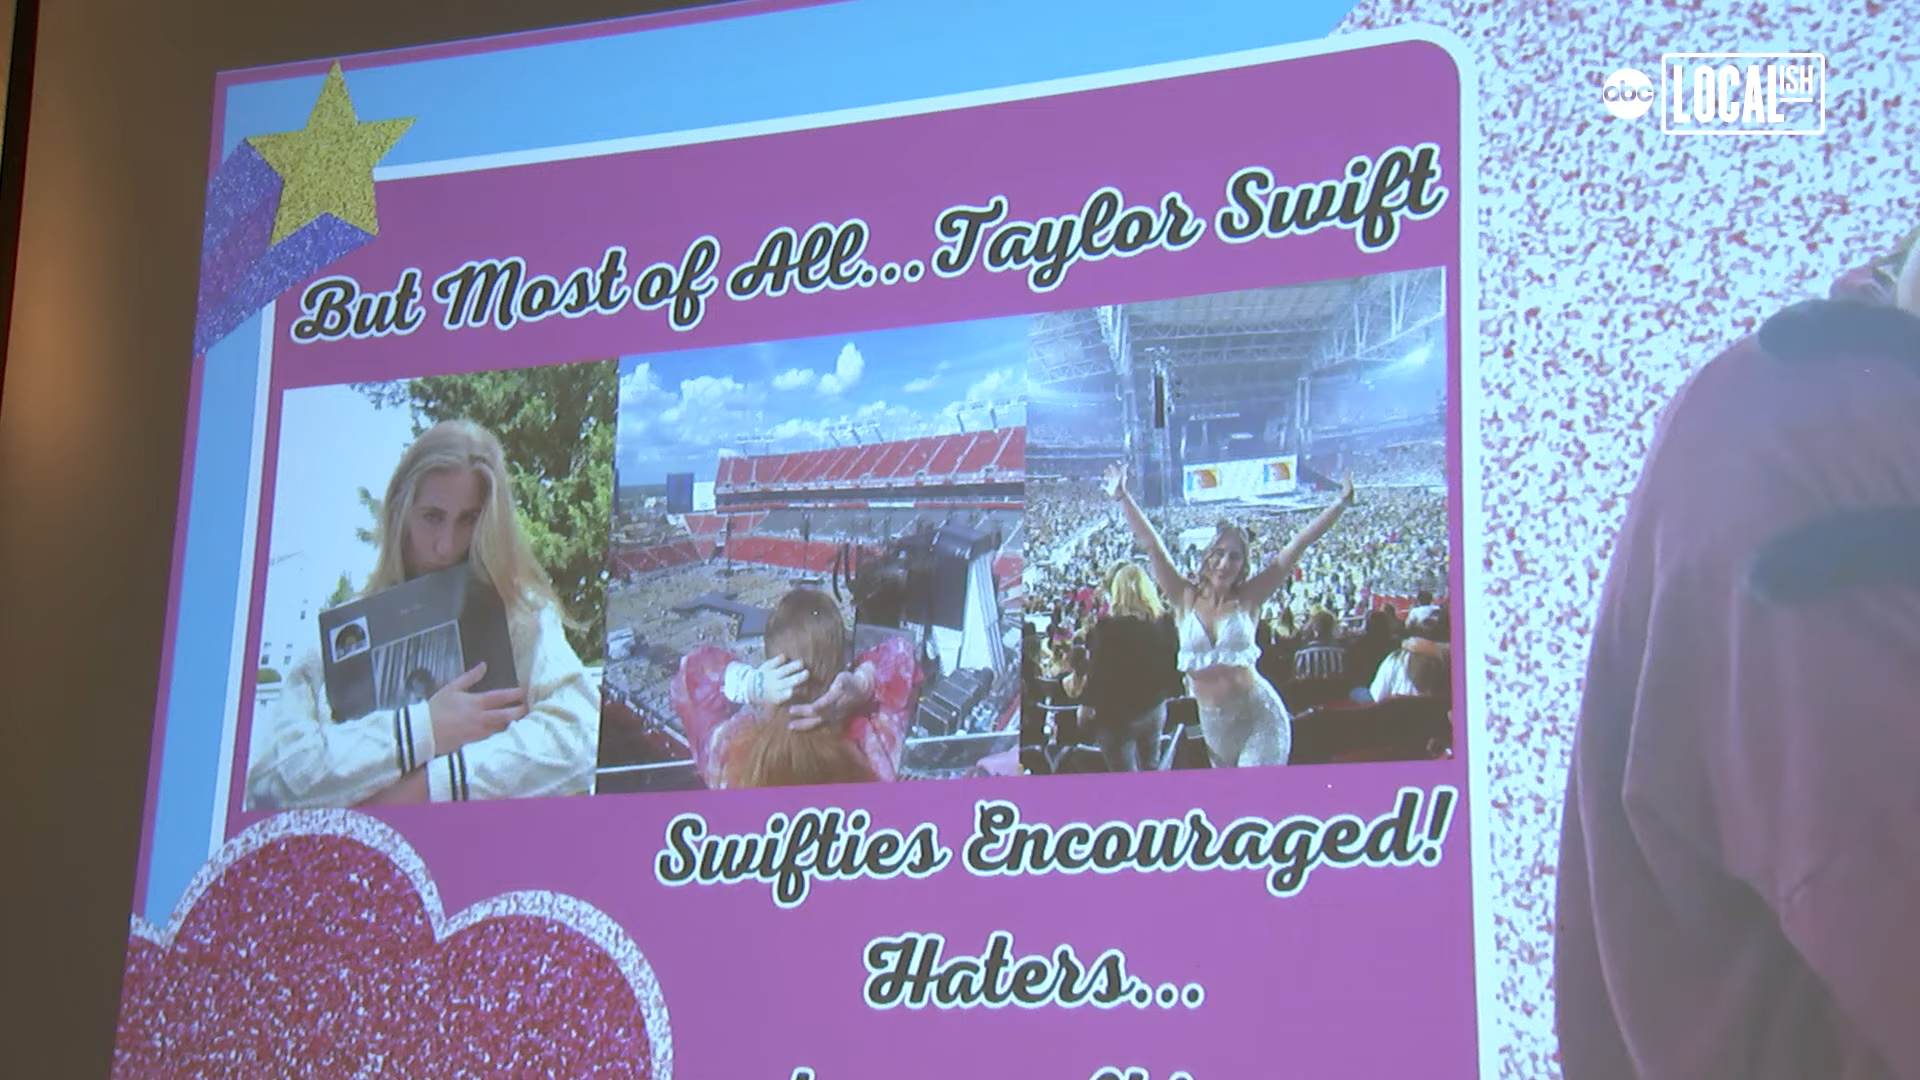 abc LOCALISH
But Most of All...Taylor Swift
Swifties Encouraged!
Haters...